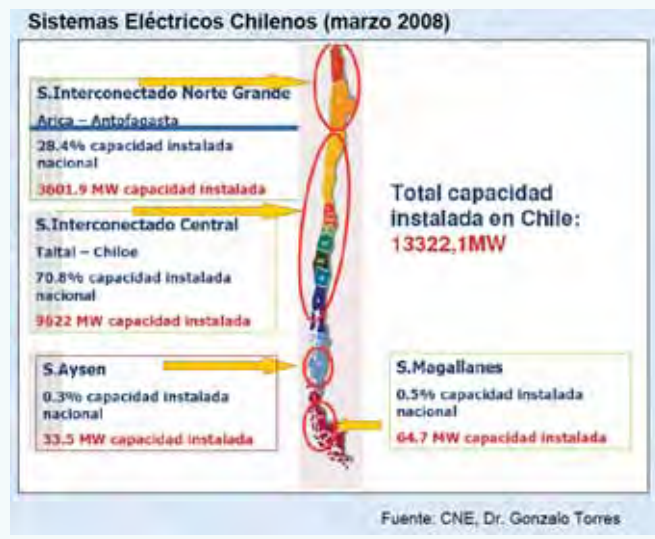 Sistemas Eléctricos Chilenos (marzo 2008)
S.Interconectado Norte Grande
Arica – Antofagasta
28.4% capacidad instalada
nacional
3601.9 MW capacidad instalada
S.Interconectado Central
Taltal – Chiloe
70.8% capacidad instalada
nacional
9622 MW capacidad instalada
Total capacidad
instalada en Chile:
13322,1MW
S.Aysen
0.3% capacidad instalada
nacional
33.5 MW capacidad instalada
S.Magallanes
0.5% capacidad instalada
nacional
64.7 MW capacidad instalada
Fuente: CNE, Dr. Gonzalo Torres